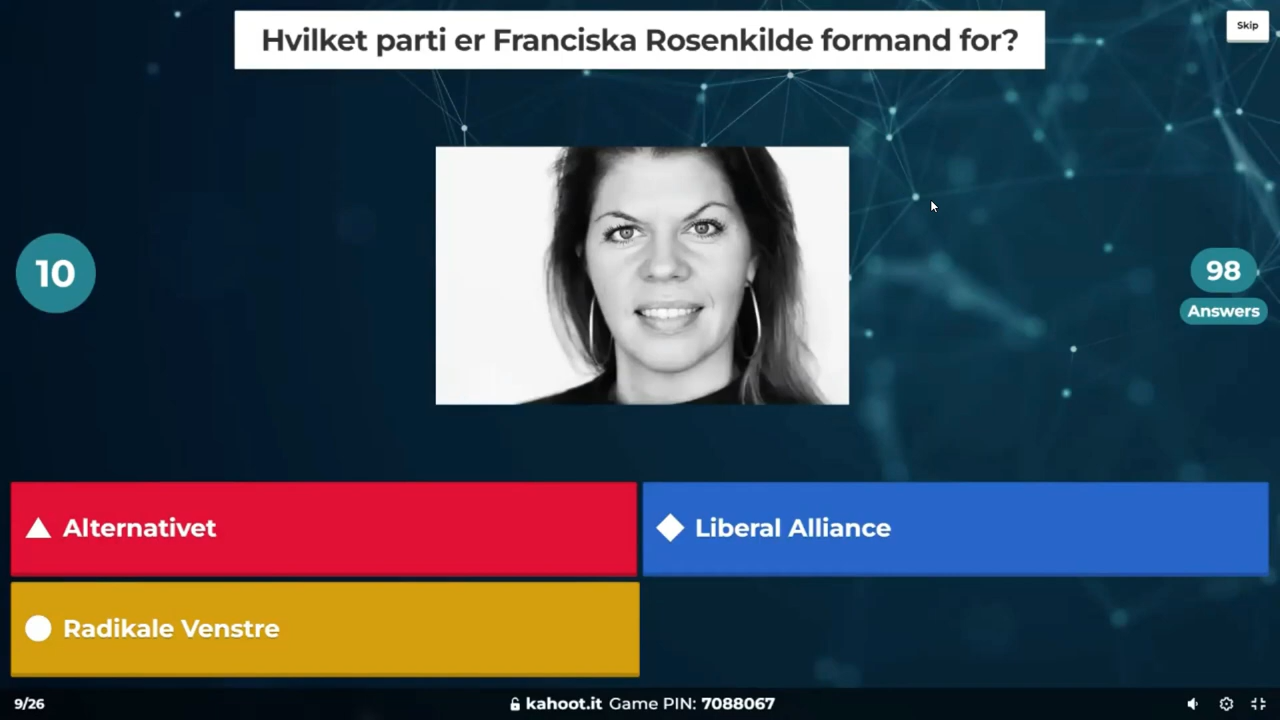 Hvilket parti er Franciska Rosenkilde formand for?
Skip
10
98
Answers
Alternativet
Liberal Alliance
Radikale Venstre
9/26
kahoot.it Game PIN: 7088067